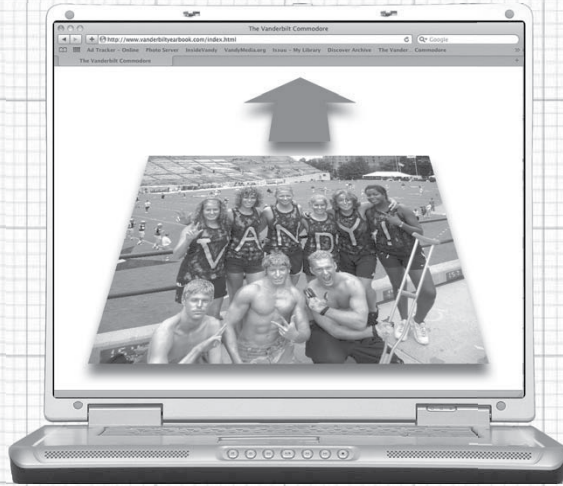 The Vanderbilt Commodore
http://www.vanderbiltyearbook.com/index.html
Google
Ad Tracker - Online Photo Server InsideVandy VandyMedia.org Issuu - My Library Discover Archive The Vander... Commodore
The Vanderbilt Commodore
VANDY!